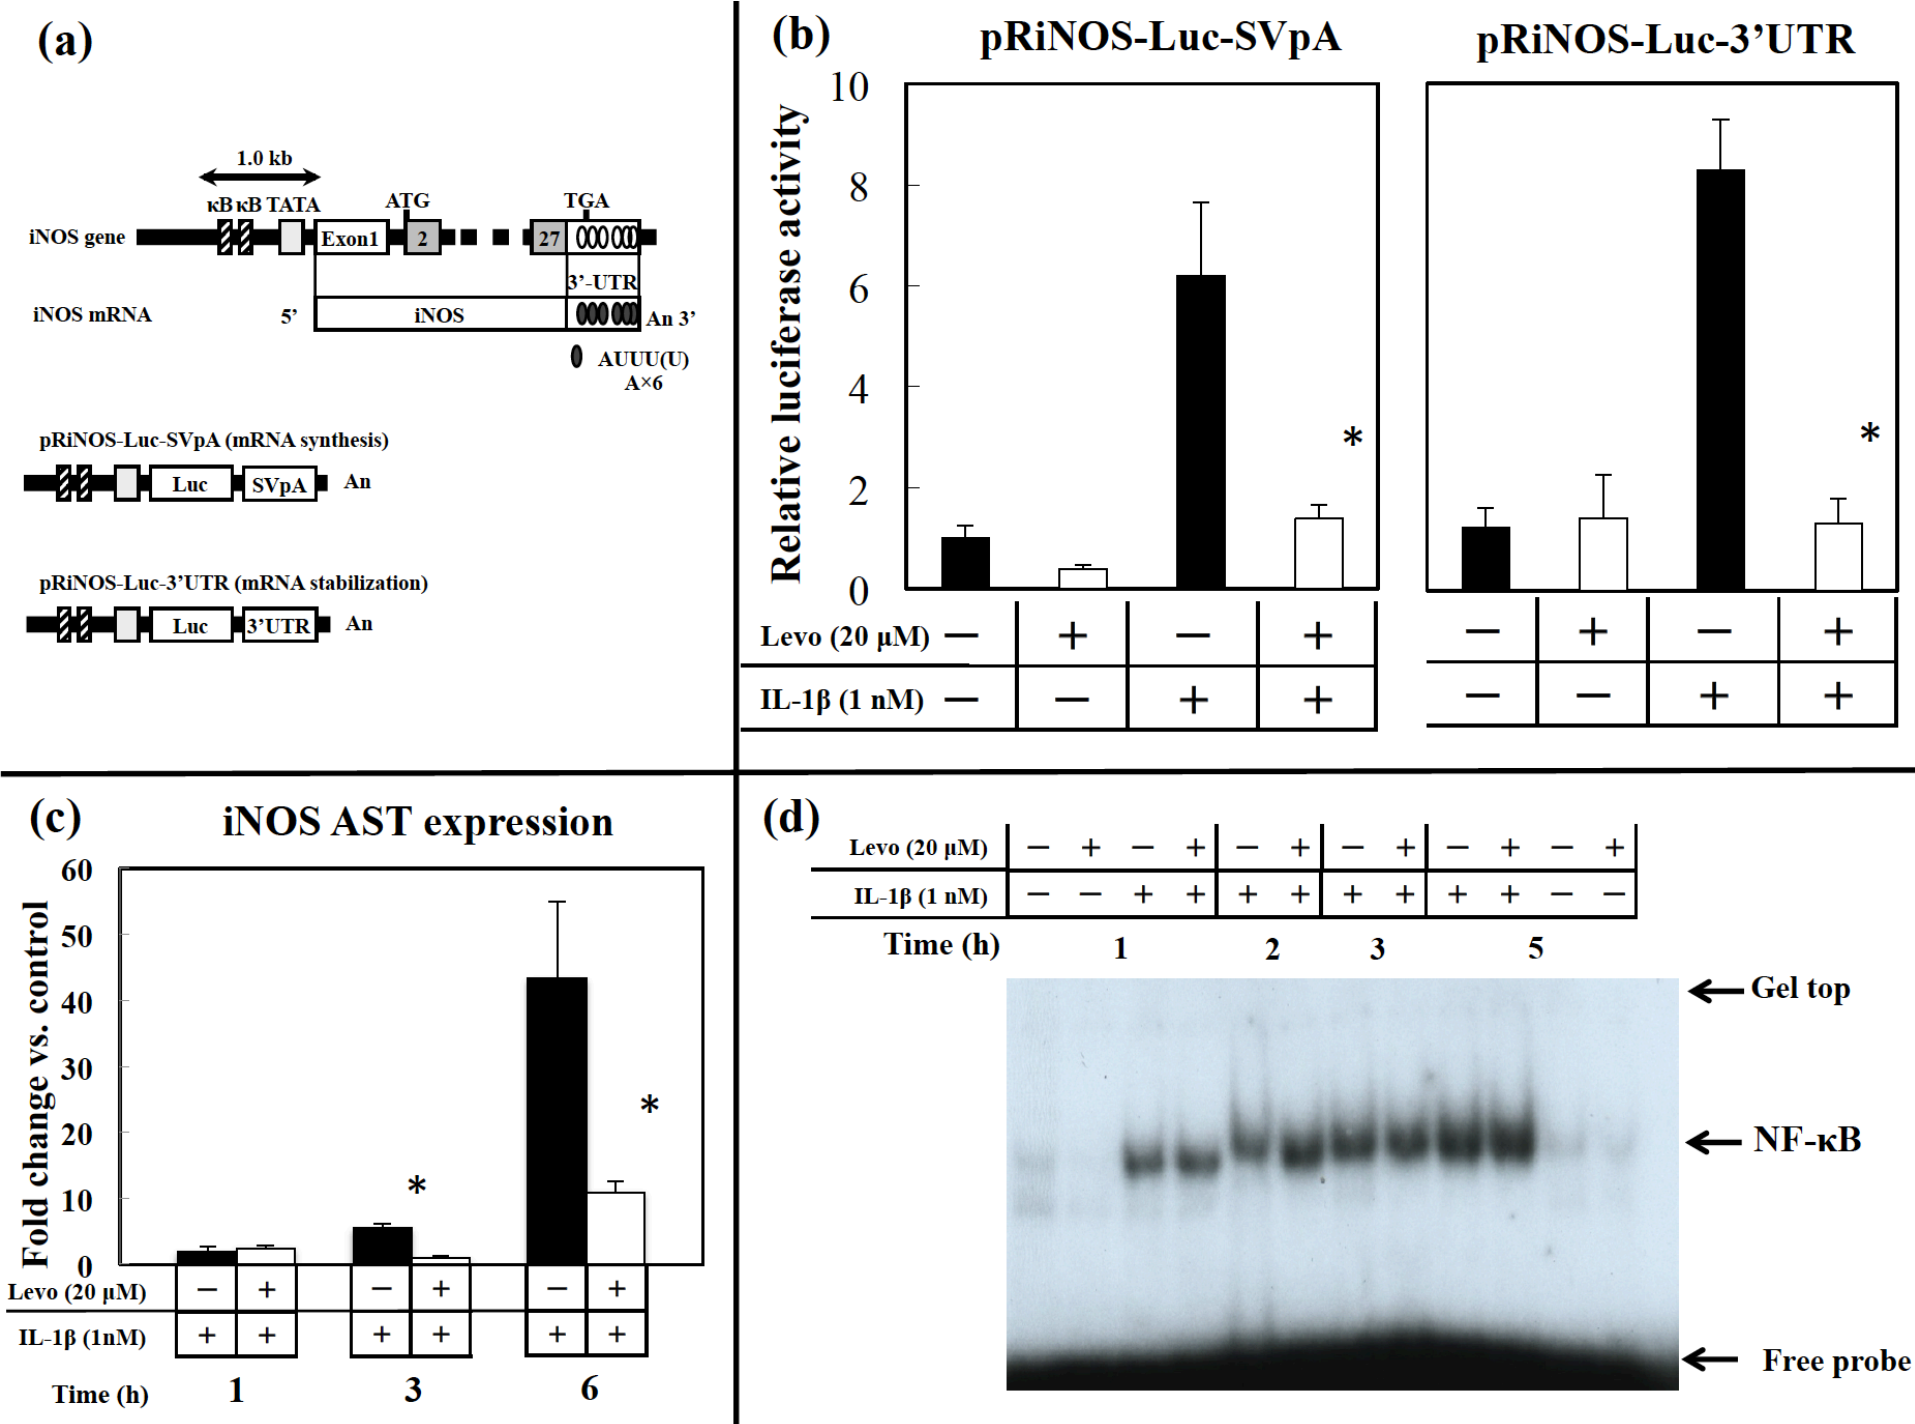 (a)
1.0 kb
κB κB TATA
ATG
TGA
iNOS gene
Exon1
2
27
3’-UTR
iNOS mRNA
5’
iNOS
An 3’
AUUU(U)
A×6
pRiNOS-Luc-SVpA (mRNA synthesis)
Luc
SVpA
An
pRiNOS-Luc-3’UTR (mRNA stabilization)
Luc
3’UTR
An
(b)
pRiNOS-Luc-SVpA
pRiNOS-Luc-3’UTR
Relative luciferase activity
10
8
6
4
2
0
*
*
Levo (20 μM) − + − + − + − +
IL-1β (1 nM) − − + + − − + +
(c)
iNOS AST expression
Fold change vs. control
60
50
40
30
20
10
0
*
*
Levo (20 μM) − + − + − +
IL-1β (1nM) + + + + + +
Time (h) 1 3 6
(d)
Levo (20 μM) − + − + − + − + − + − +
IL-1β (1 nM) − − + + + + + + + + − −
Time (h) 1 2 3 5
Gel top
NF-κB
Free probe